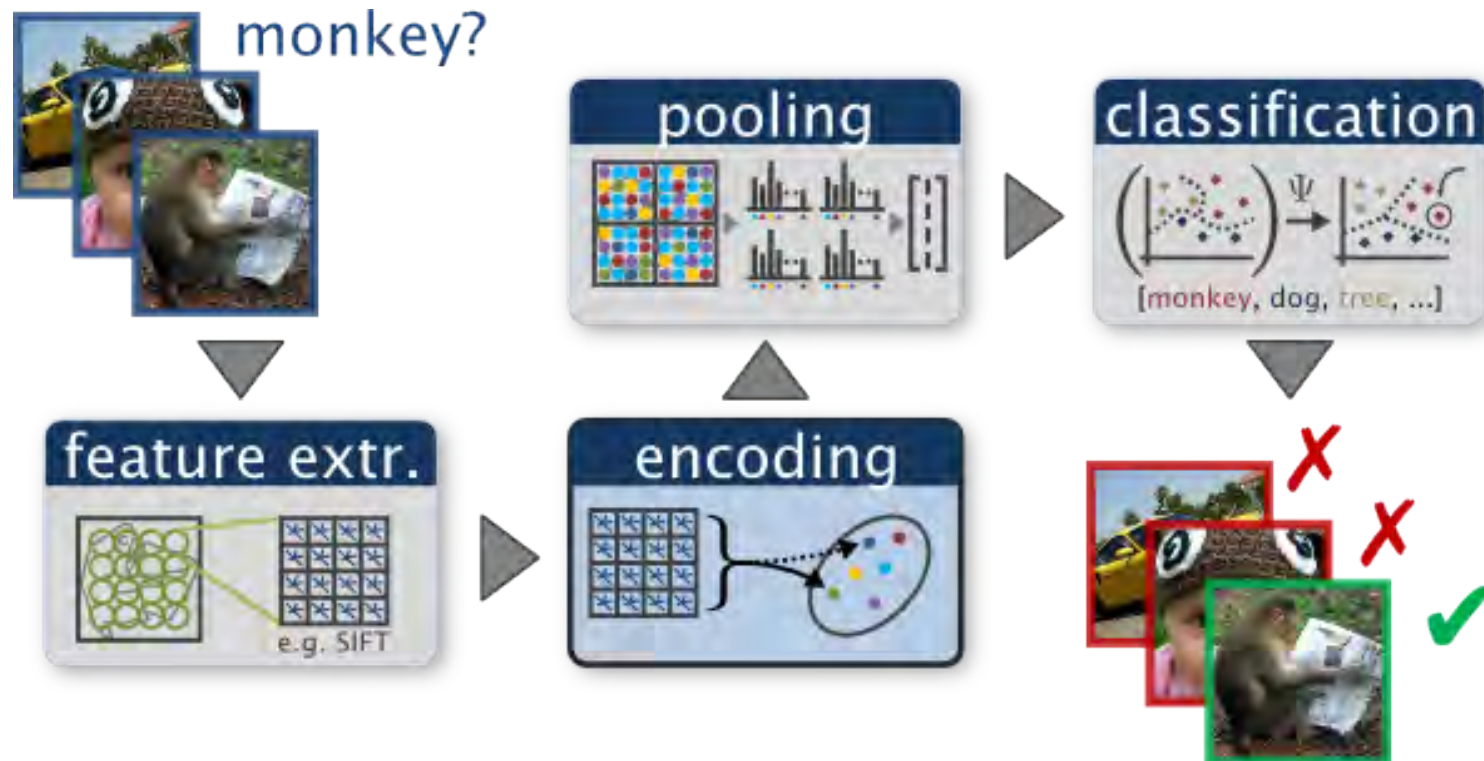 monkey?
feature extr.
e.g. SIFT
encoding
pooling
classification
Ψ
[monkey, dog, tree, ...]